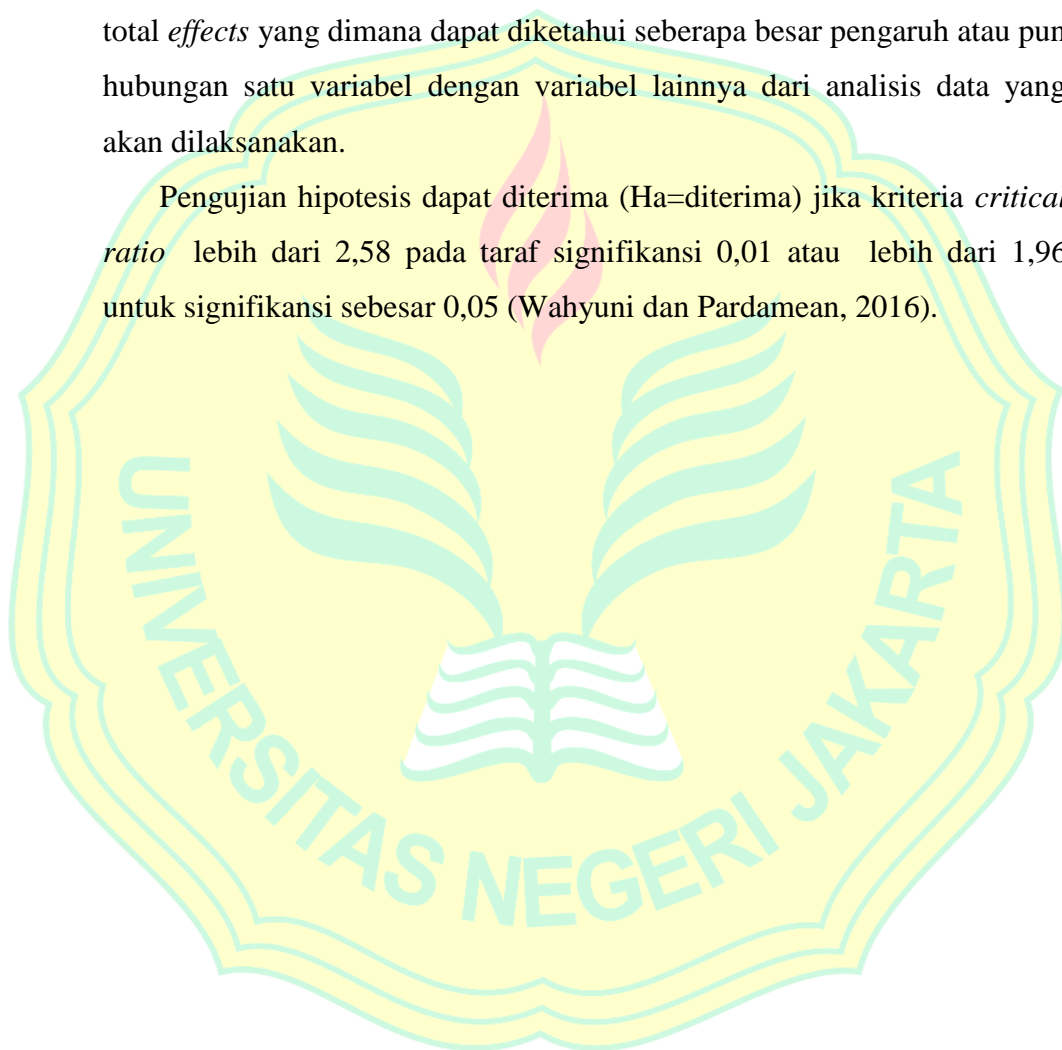 total effects yang dimana dapat diketahui seberapa besar pengaruh atau pun
hubungan satu variabel dengan variabel lainnya dari analisis data yang
akan dilaksanakan.
Pengujian hipotesis dapat diterima (Ha=diterima) jika kriteria critical
ratio lebih dari 2,58 pada taraf signifikansi 0,01 atau lebih dari 1,96
untuk signifikansi sebesar 0,05 (Wahyuni dan Pardamean, 2016).
UNIVERSITAS NEGERI JAKARTA